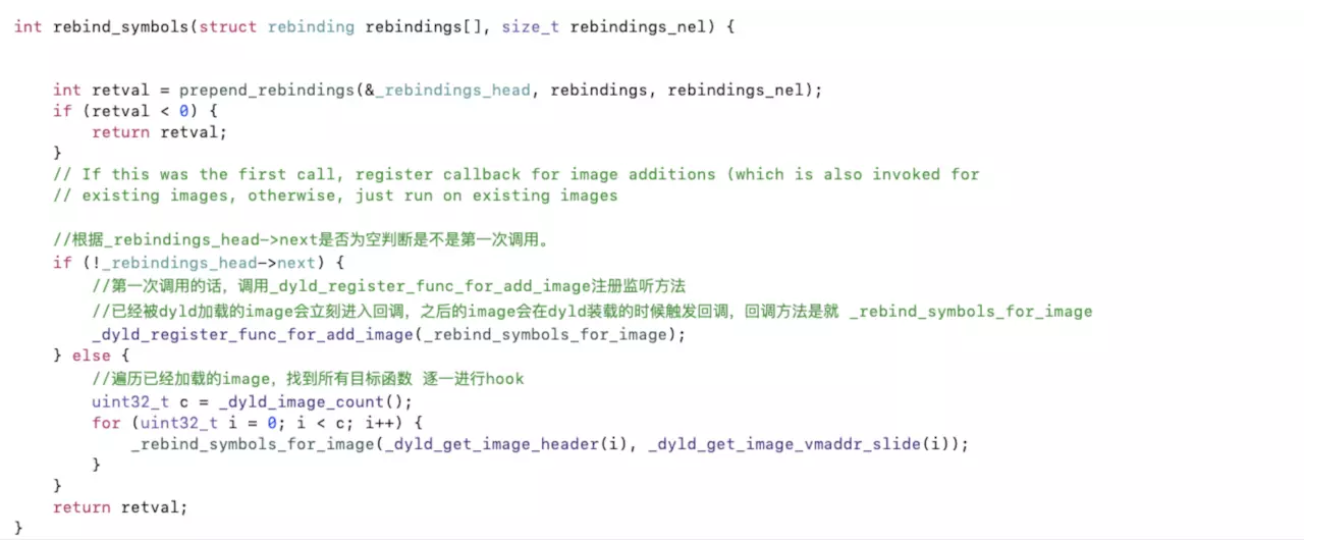 int rebind_symbols(struct rebinding rebindings[], size_t rebindings_nel) {
int retval = prepend_rebindings(&_rebindings_head, rebindings, rebindings_nel);
if (retval < 0) {
return retval;
}
// If this was the first call, register callback for image additions (which is also invoked for
// existing images, otherwise, just run on existing images
//根据_rebindings_head->next是否为空判断是不是第一次调用。
if (!_rebindings_head->next) {
//第一次调用的话，调用_dyld_register_func_for_add_image注册监听方法
//已经被dyld加载的image会立刻进入回调，之后的image会在dyld装载的时候触发回调，回调方法是就 _rebind_symbols_for_image
_dyld_register_func_for_add_image(_rebind_symbols_for_image);
} else {
//遍历已经加载的image，找到所有目标函数 逐一进行hook
uint32_t c = _dyld_image_count();
for (uint32_t i = 0; i < c; i++) {
_rebind_symbols_for_image(_dyld_get_image_header(i), _dyld_get_image_vmaddr_slide(i));
}
}
return retval;
}